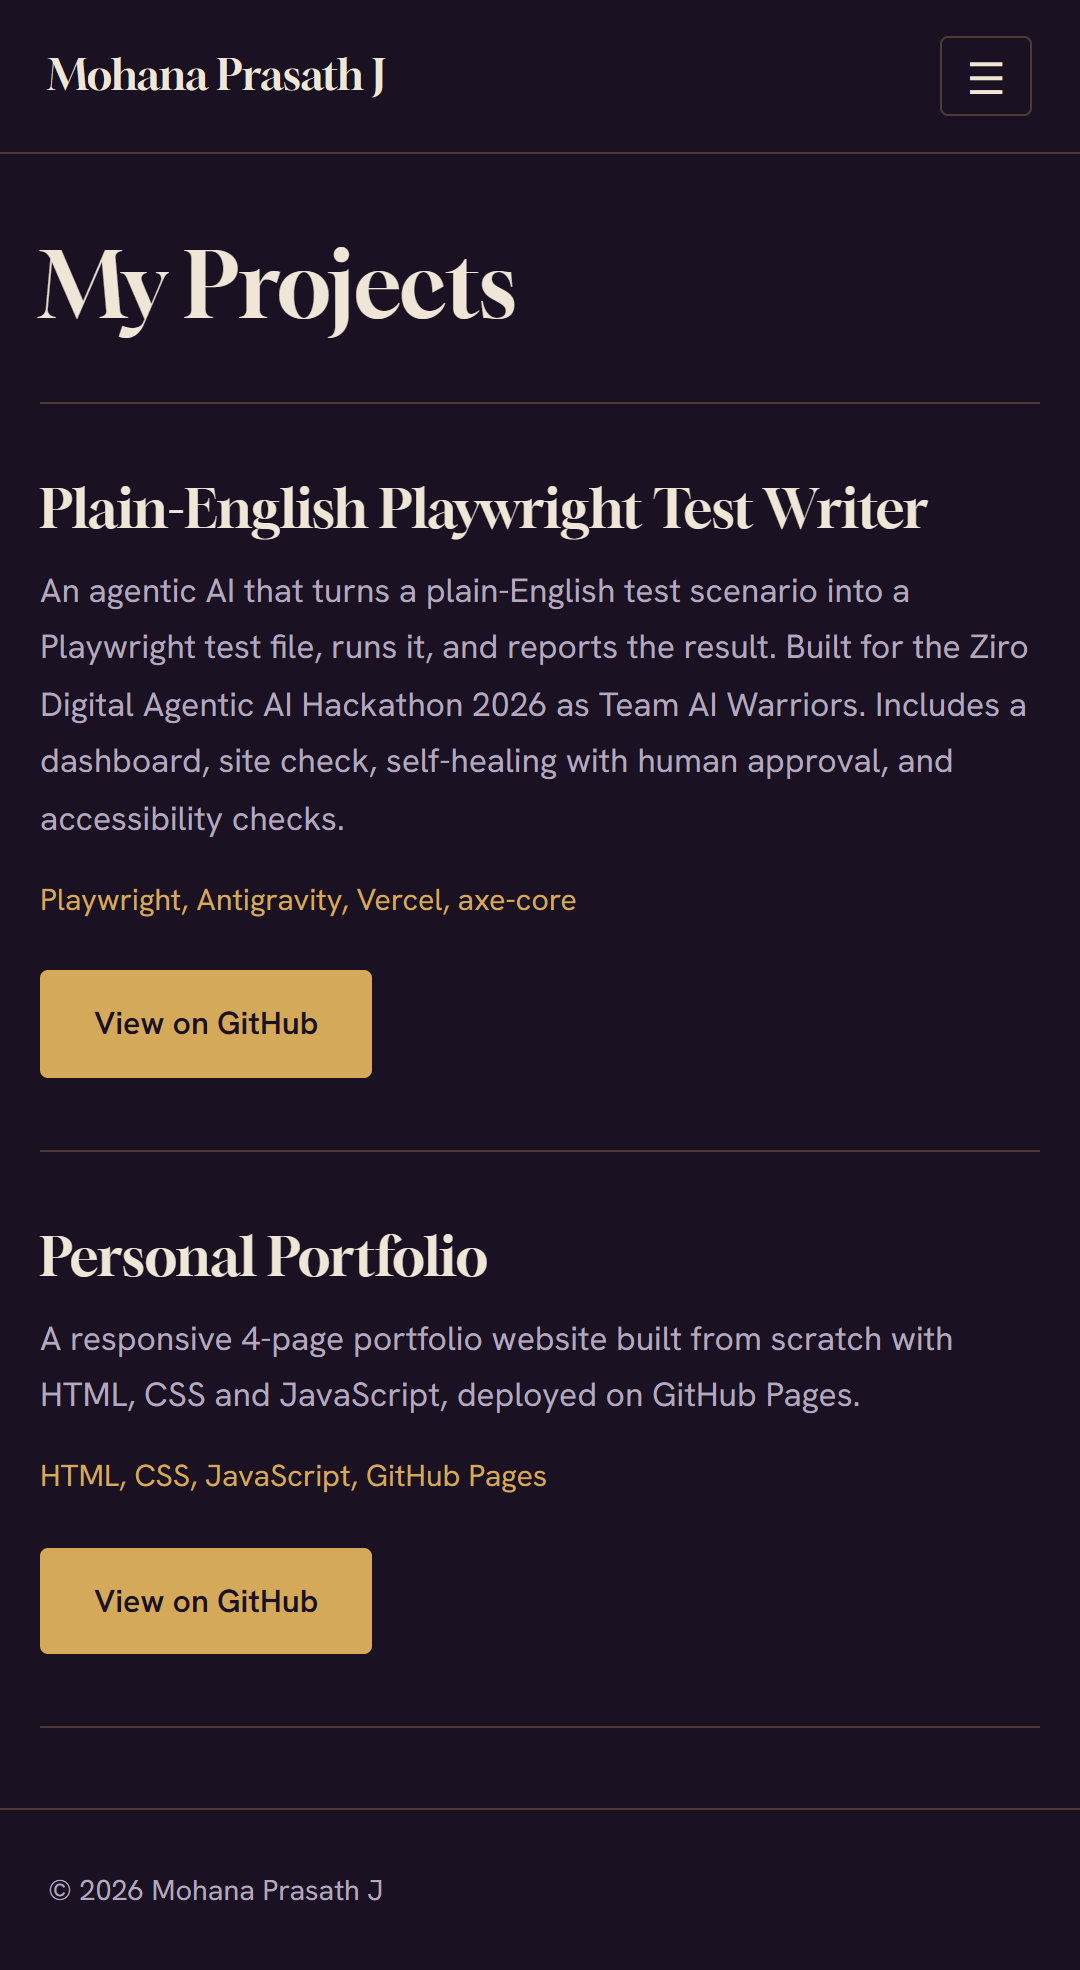 Mohana Prasath J
☰
My Projects
Plain-English Playwright Test Writer
An agentic AI that turns a plain-English test scenario into a
Playwright test file, runs it, and reports the result. Built for the Ziro
Digital Agentic AI Hackathon 2026 as Team AI Warriors. Includes a
dashboard, site check, self-healing with human approval, and
accessibility checks.
Playwright, Antigravity, Vercel, axe-core
View on GitHub
Personal Portfolio
A responsive 4-page portfolio website built from scratch with
HTML, CSS and JavaScript, deployed on GitHub Pages.
HTML, CSS, JavaScript, GitHub Pages
View on GitHub
© 2026 Mohana Prasath J